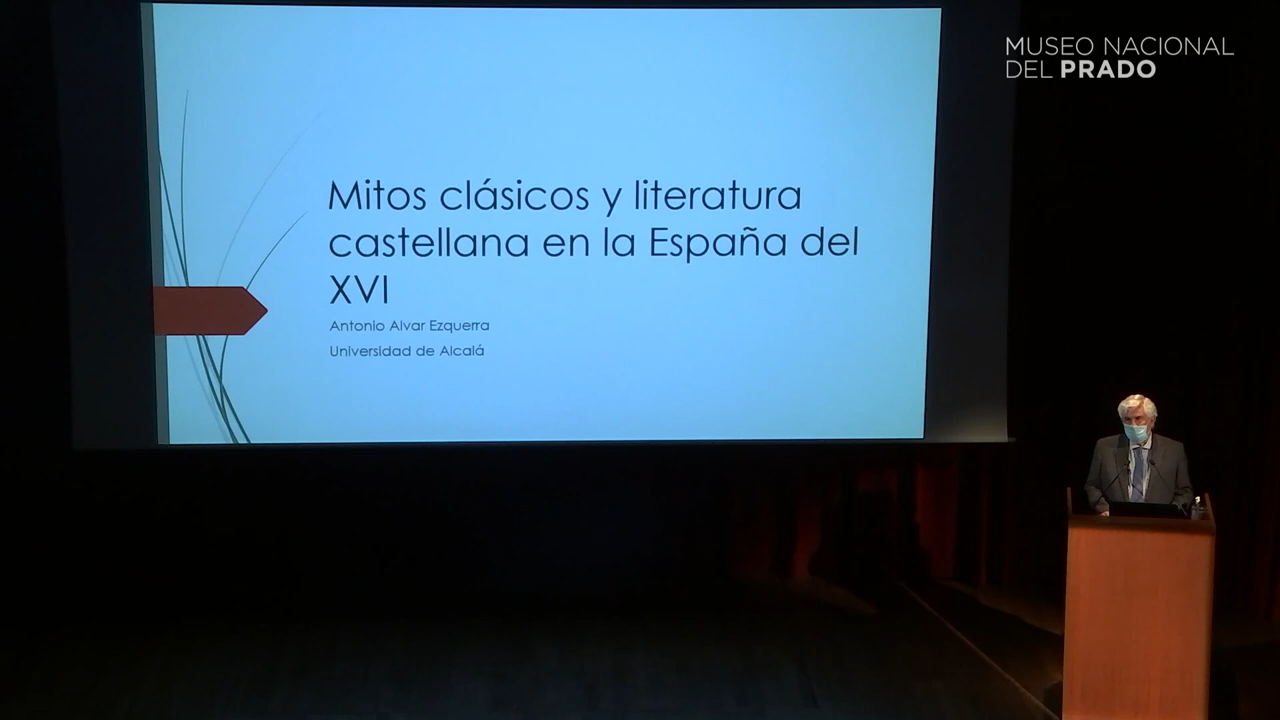 MUSEO NACIONAL
DEL PRADO
Mitos clásicos y literatura
castellana en la España del
XVI
Antonio Alvar Ezquerra
Universidad de Alcalá